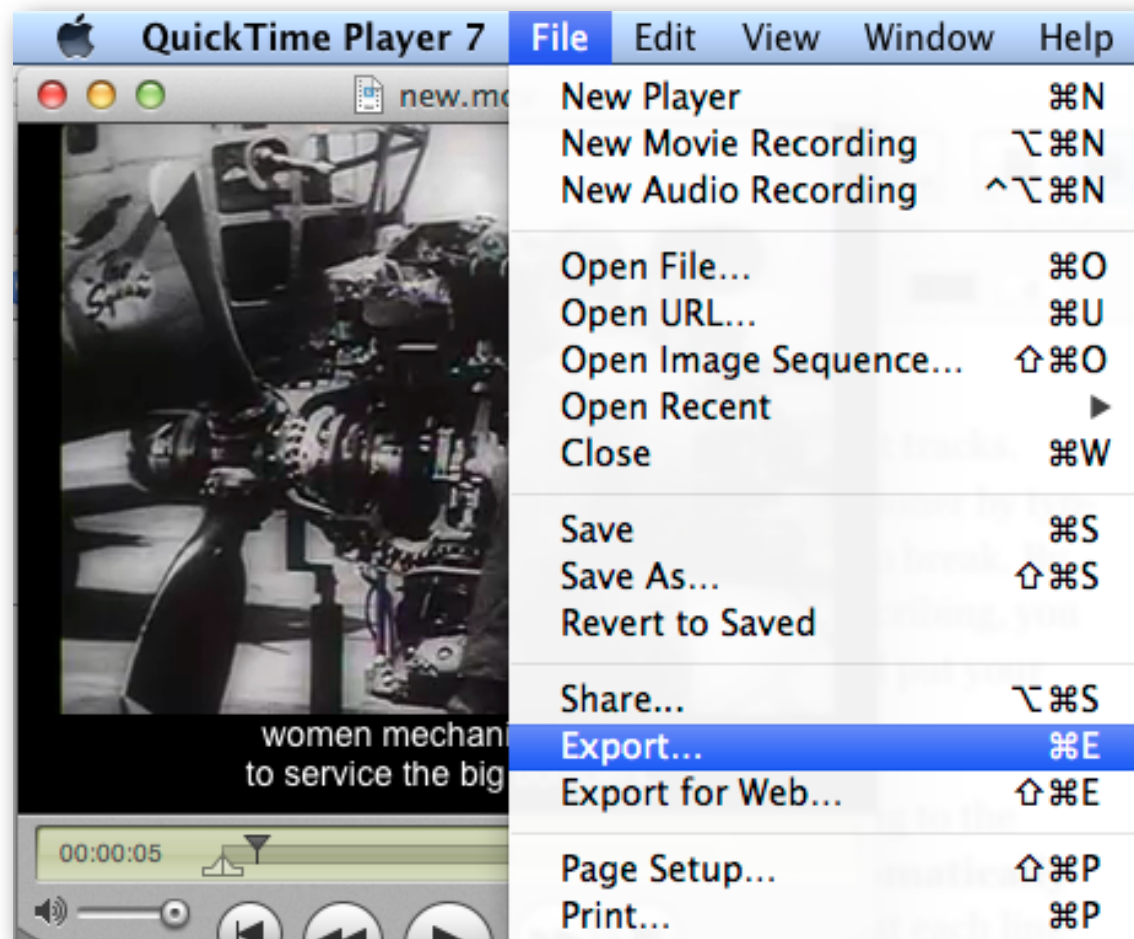 QuickTime Player 7 File Edit View Window Help
new.mo
New Player ⌘N
New Movie Recording ⌥⌘N
New Audio Recording ^⌥⌘N
Open File... ⌘O
Open URL... ⌘U
Open Image Sequence... ⇧⌘O
Open Recent ▶
Close ⌘W
Save ⌘S
Save As... ⇧⌘S
Revert to Saved
Share... ⌥⌘S
Export... ⌘E
Export for Web... ⇧⌘E
Page Setup... ⇧⌘P
Print... ⌘P
women mechani
to service the big
00:00:05